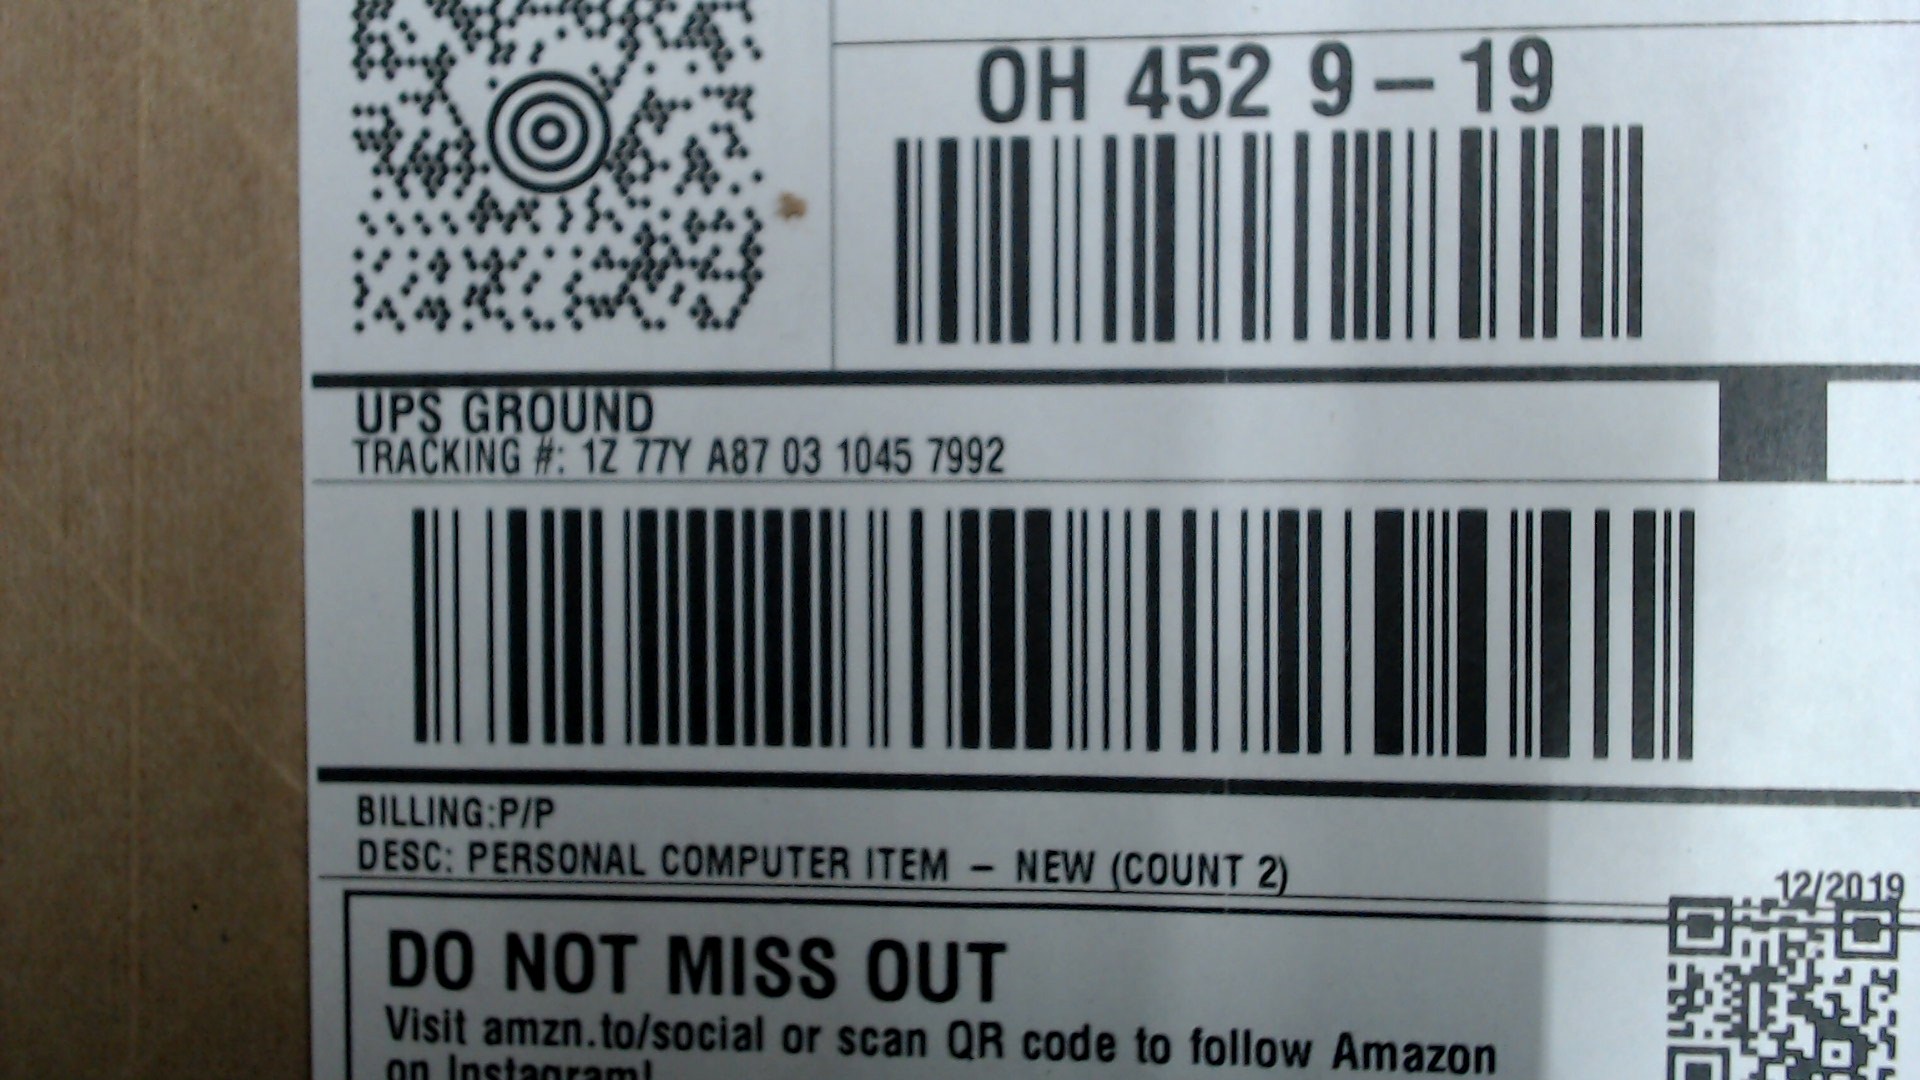 OH 452 9 – 19
UPS GROUND
TRACKING #: 1Z 77Y A87 03 1045 7992
BILLING:P/P
DESC: PERSONAL COMPUTER ITEM – NEW (COUNT 2)
12/2019
DO NOT MISS OUT
Visit amzn.to/social or scan QR code to follow Amazon
on Instagram!